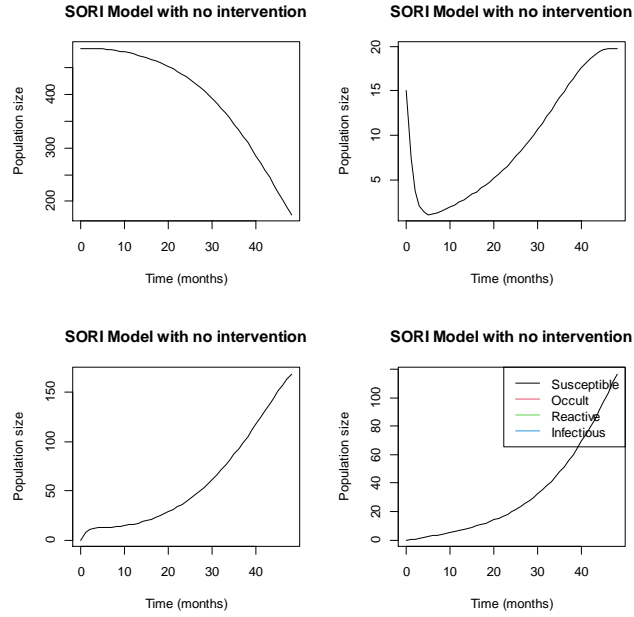 SORI Model with no intervention
Population size
200 300 400
0 10 20 30 40
Time (months)
SORI Model with no intervention
Population size
5 10 15 20
0 10 20 30 40
Time (months)
SORI Model with no intervention
Population size
0 50 100 150
0 10 20 30 40
Time (months)
SORI Model with no intervention
Population size
0 20 40 60 80 100
Susceptible
Occult
Reactive
Infectious
0 10 20 30 40
Time (months)